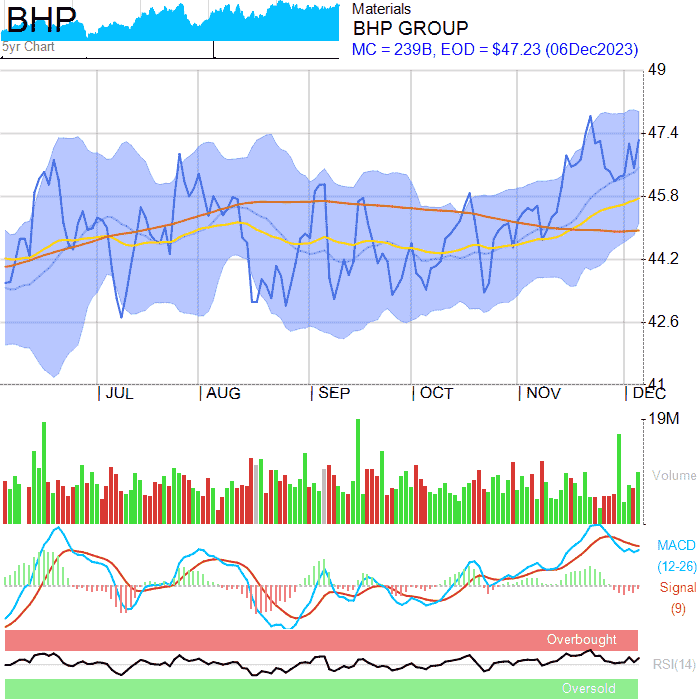 BHP
5yr Chart
Materials
BHP GROUP
MC = 239B, EOD = $47.23 (06Dec2023)
49
47.4
45.8
44.2
42.6
41
JUL AUG SEP OCT NOV DEC
19M
Volume
MACD
(12-26)
Signal
(9)
Overbought
RSI(14)
Oversold